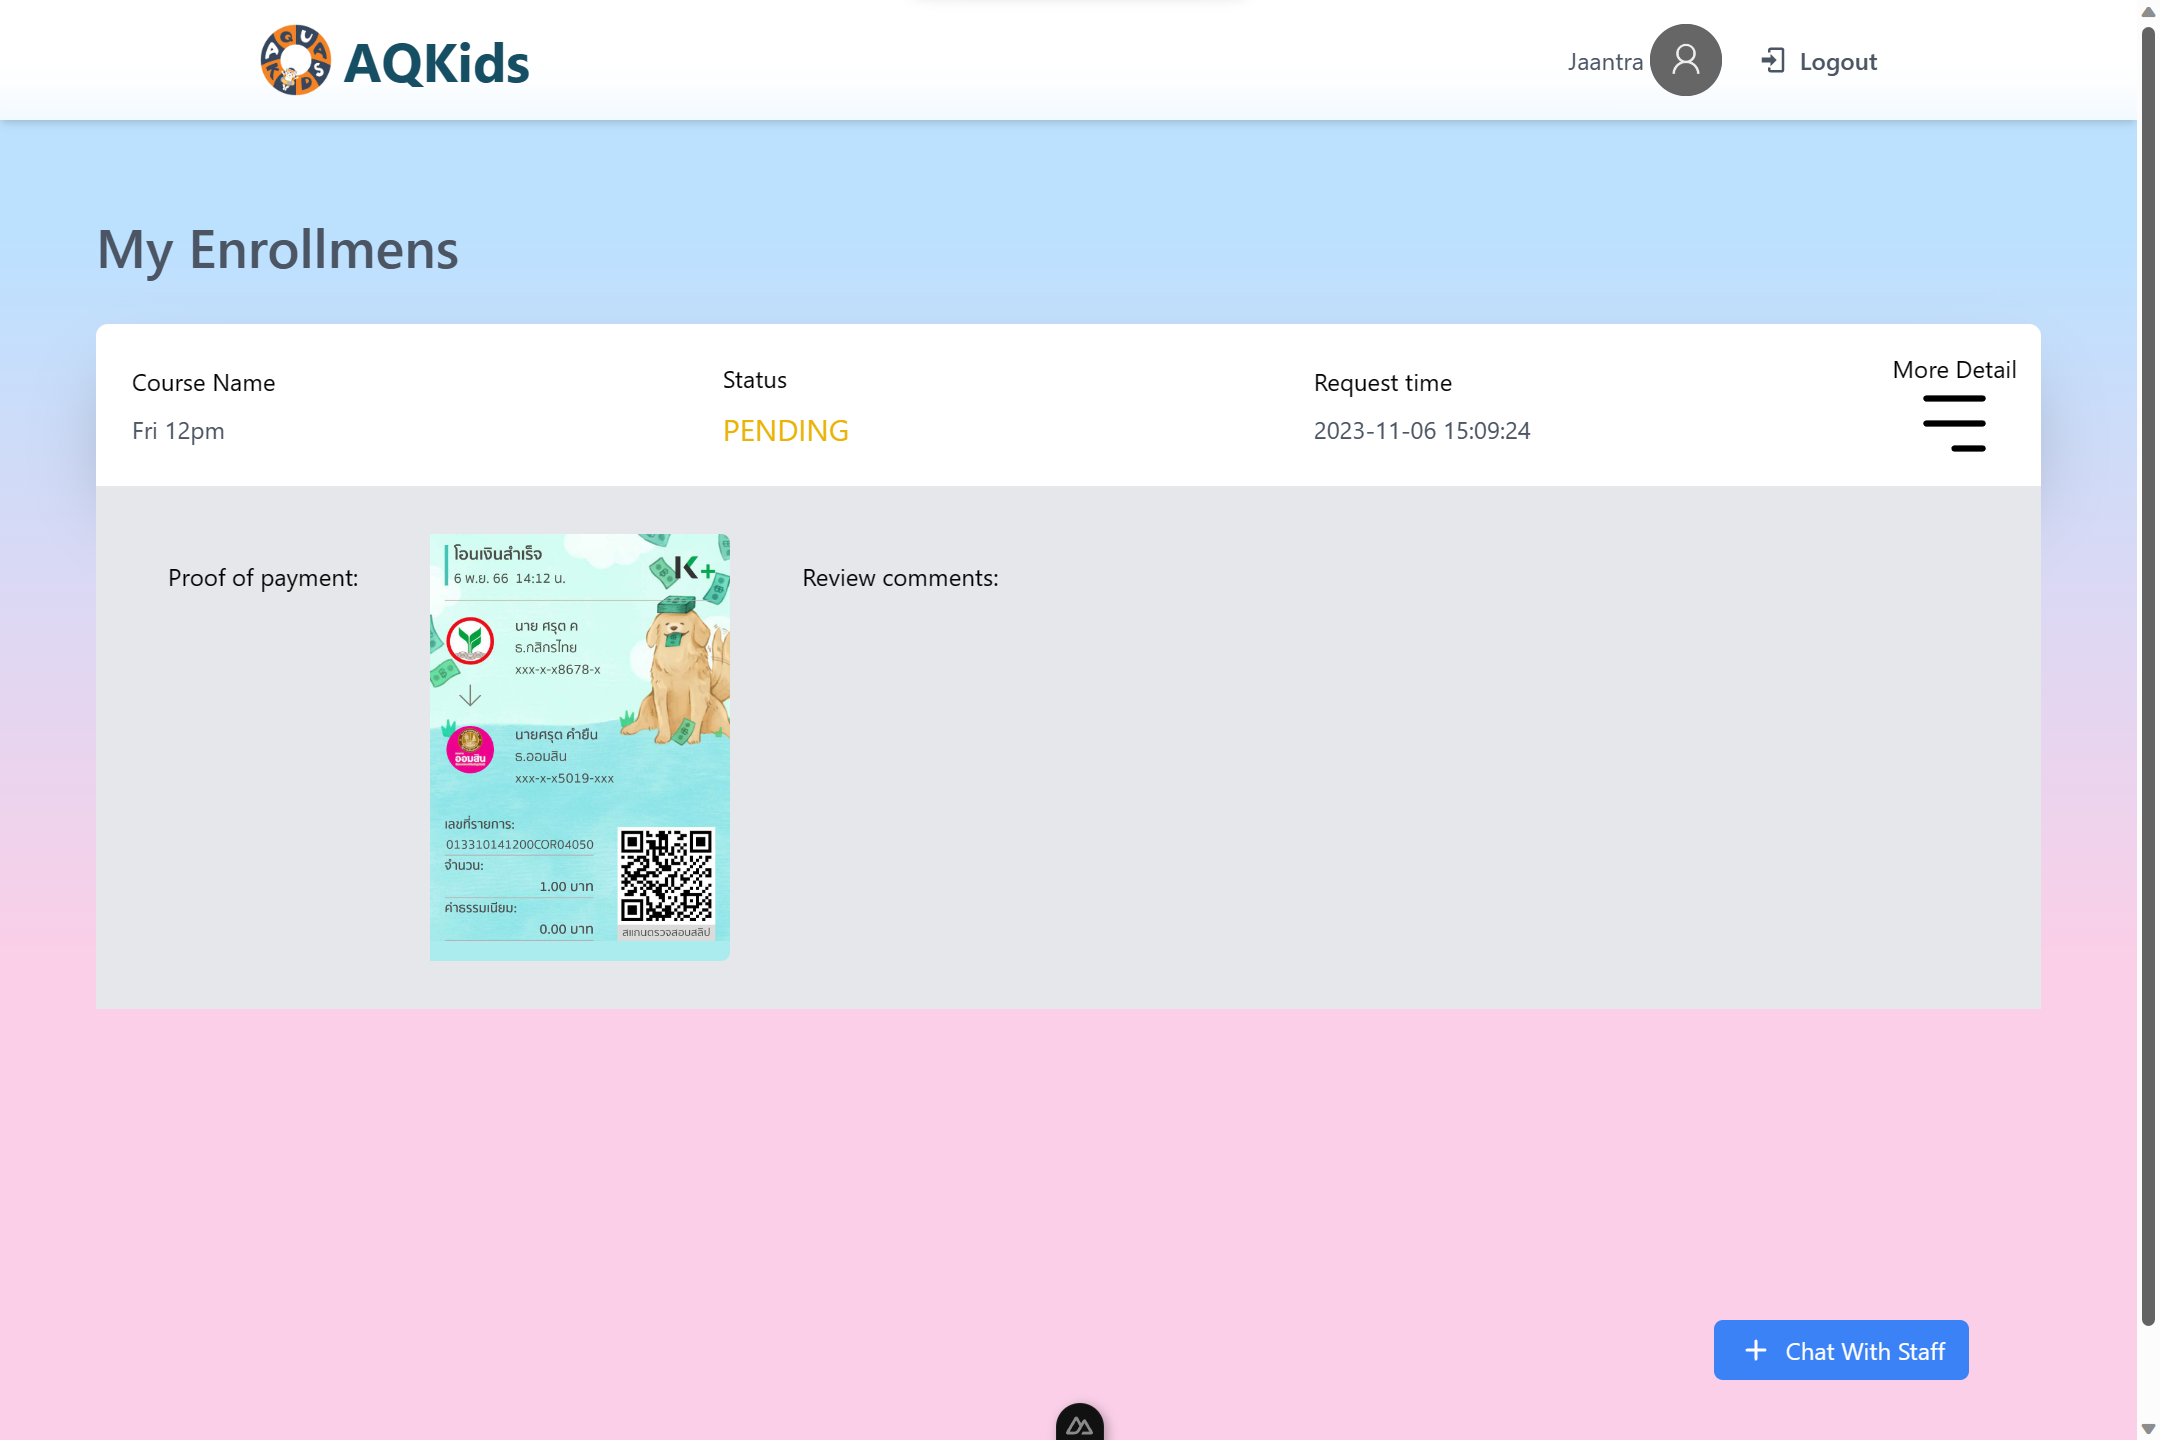 AQUA KIDS
AQKids
Jaantra
Logout
My Enrollmens
Course Name
Status
Request time
More Detail
Fri 12pm
PENDING
2023-11-06 15:09:24
Proof of payment:
โอนเงินสำเร็จ
6 พ.ย. 66 14:12 น.
K+
นาย ศรุต ค
ธ.กสิกรไทย
xxx-x-x8678-x
นายศรุต คำยืน
ธ.ออมสิน
xxx-x-x5019-xxx
ออมสิน
เลขที่รายการ:
013310141200COR04050
จำนวน:
1.00 บาท
ค่าธรรมเนียม:
0.00 บาท
สแกนตรวจสอบสลิป
Review comments:
Chat With Staff